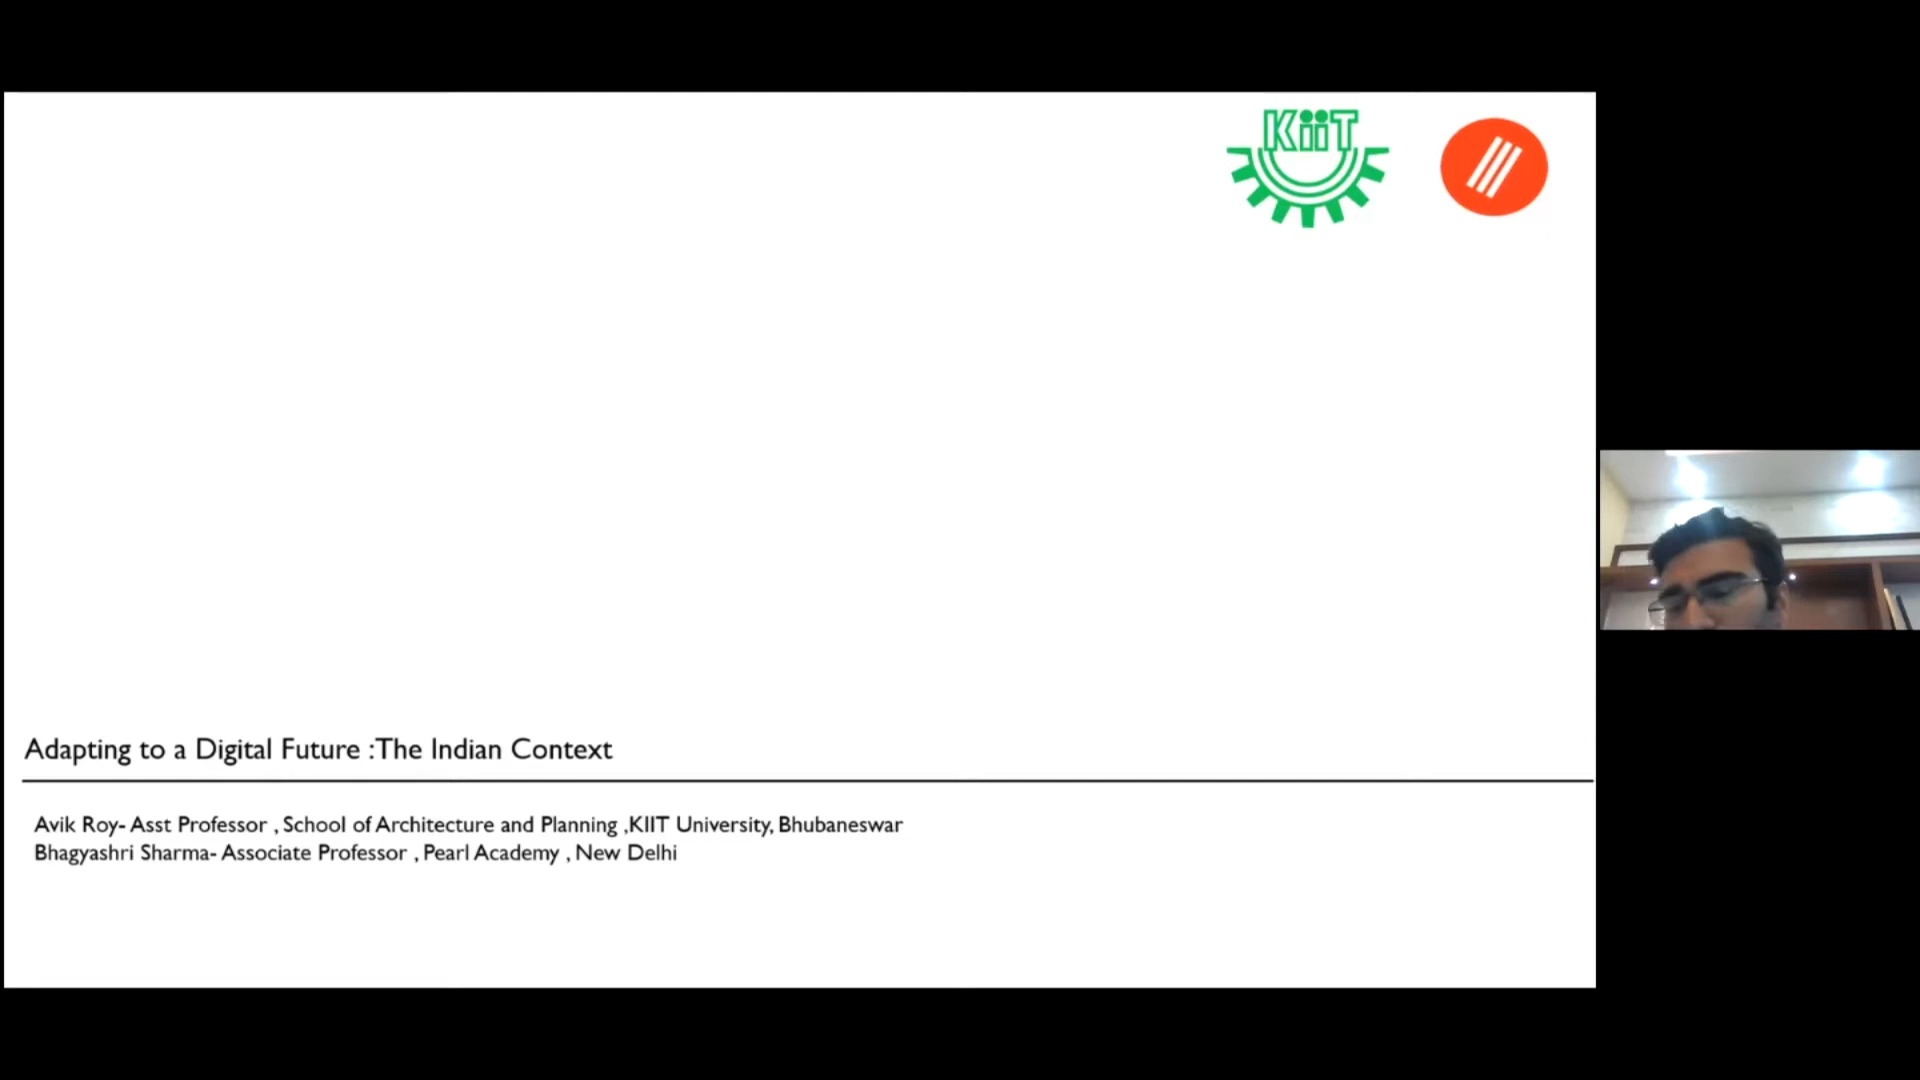 KiiT
Adapting to a Digital Future :The Indian Context
Avik Roy- Asst Professor , School of Architecture and Planning ,KIIT University, Bhubaneswar
Bhagyashri Sharma- Associate Professor , Pearl Academy , New Delhi